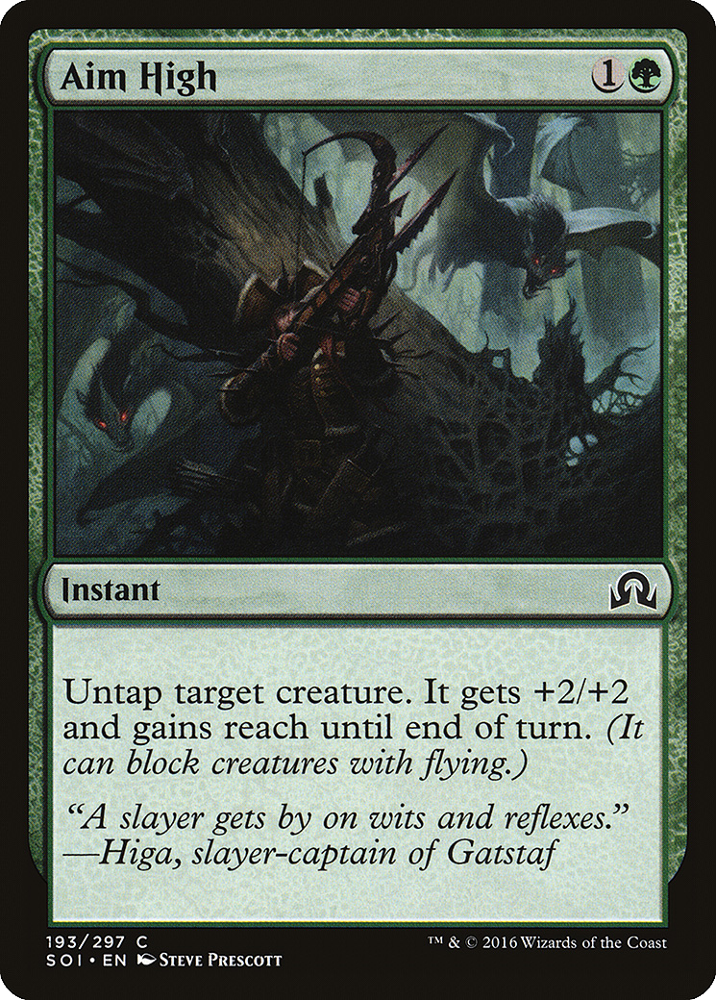 Aim High
1
Instant
Untap target creature. It gets +2/+2
and gains reach until end of turn. (It
can block creatures with flying.)
“A slayer gets by on wits and reflexes.”
—Higa, slayer-captain of Gatstaf
193/297 C
SOI • EN Steve Prescott
™ & © 2016 Wizards of the Coast